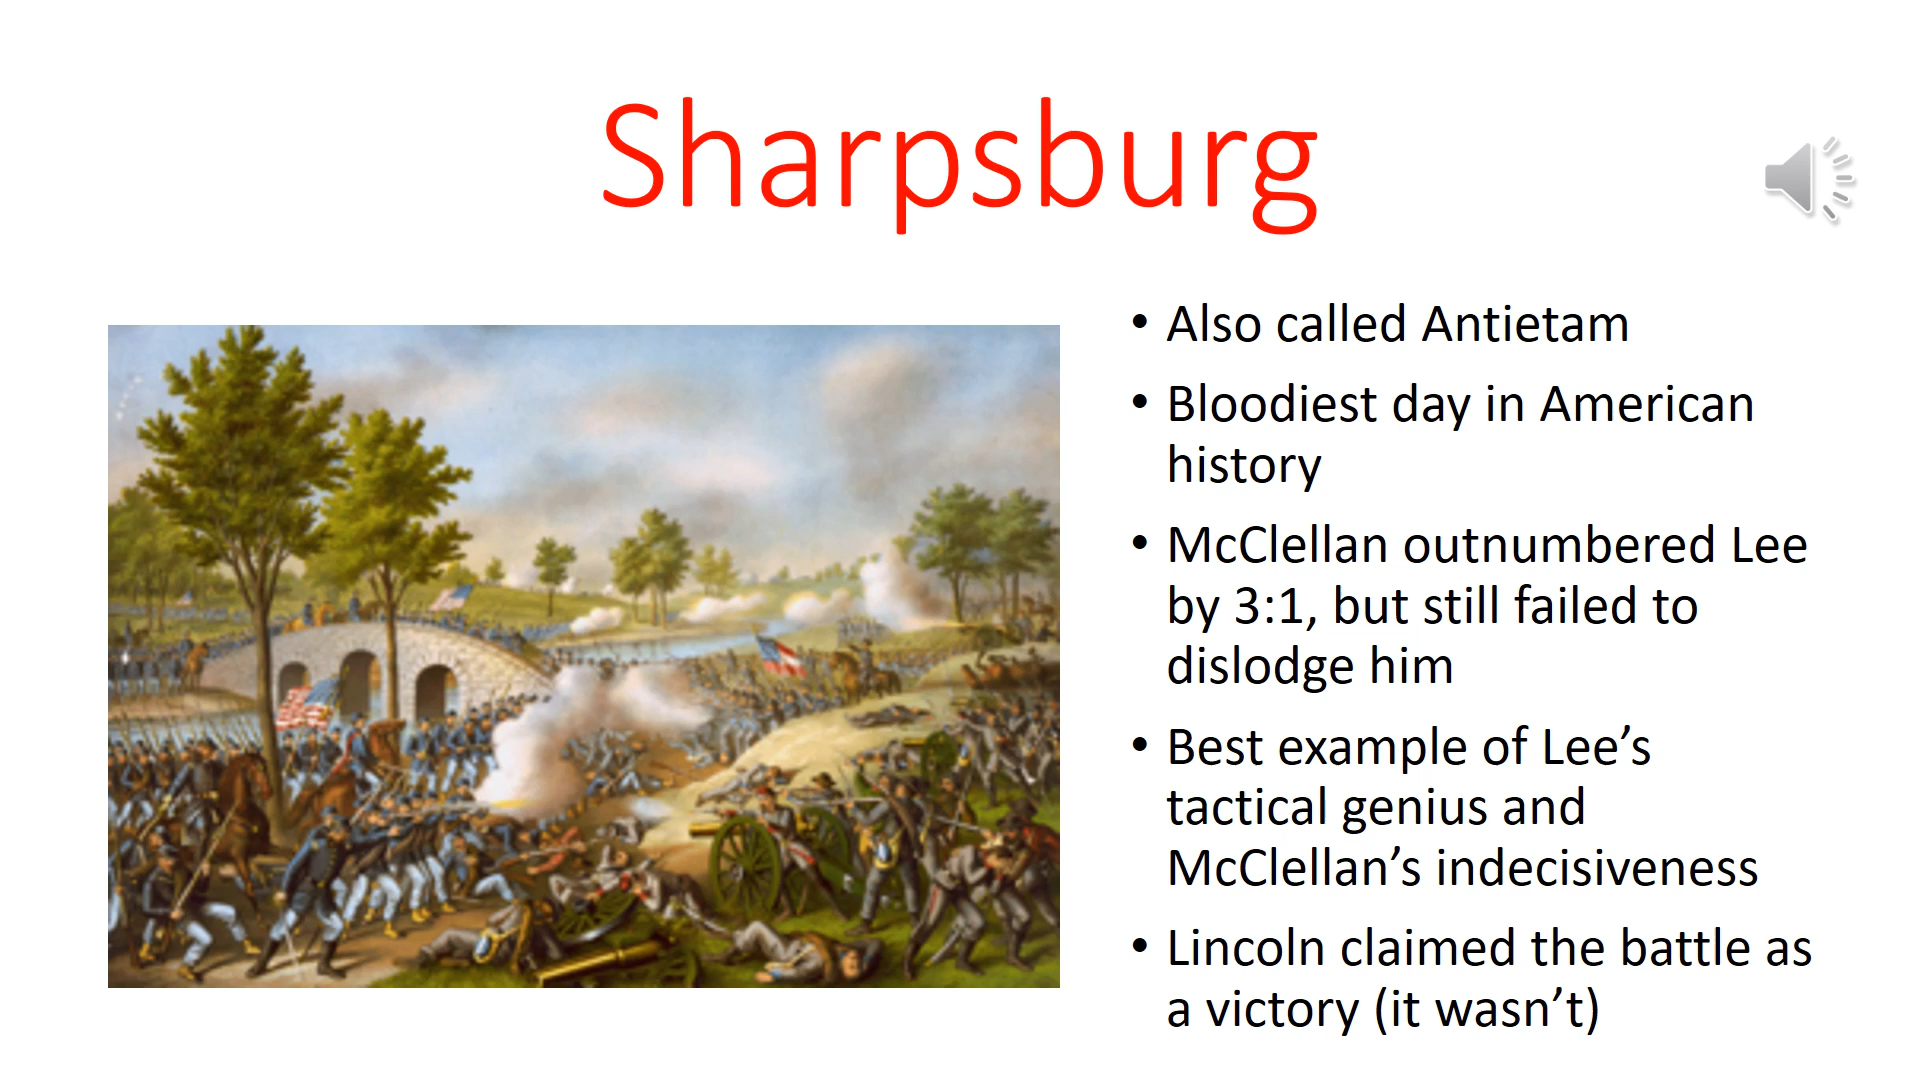 Sharpsburg
• Also called Antietam
• Bloodiest day in American
history
• McClellan outnumbered Lee
by 3:1, but still failed to
dislodge him
• Best example of Lee’s
tactical genius and
McClellan’s indecisiveness
• Lincoln claimed the battle as
a victory (it wasn’t)